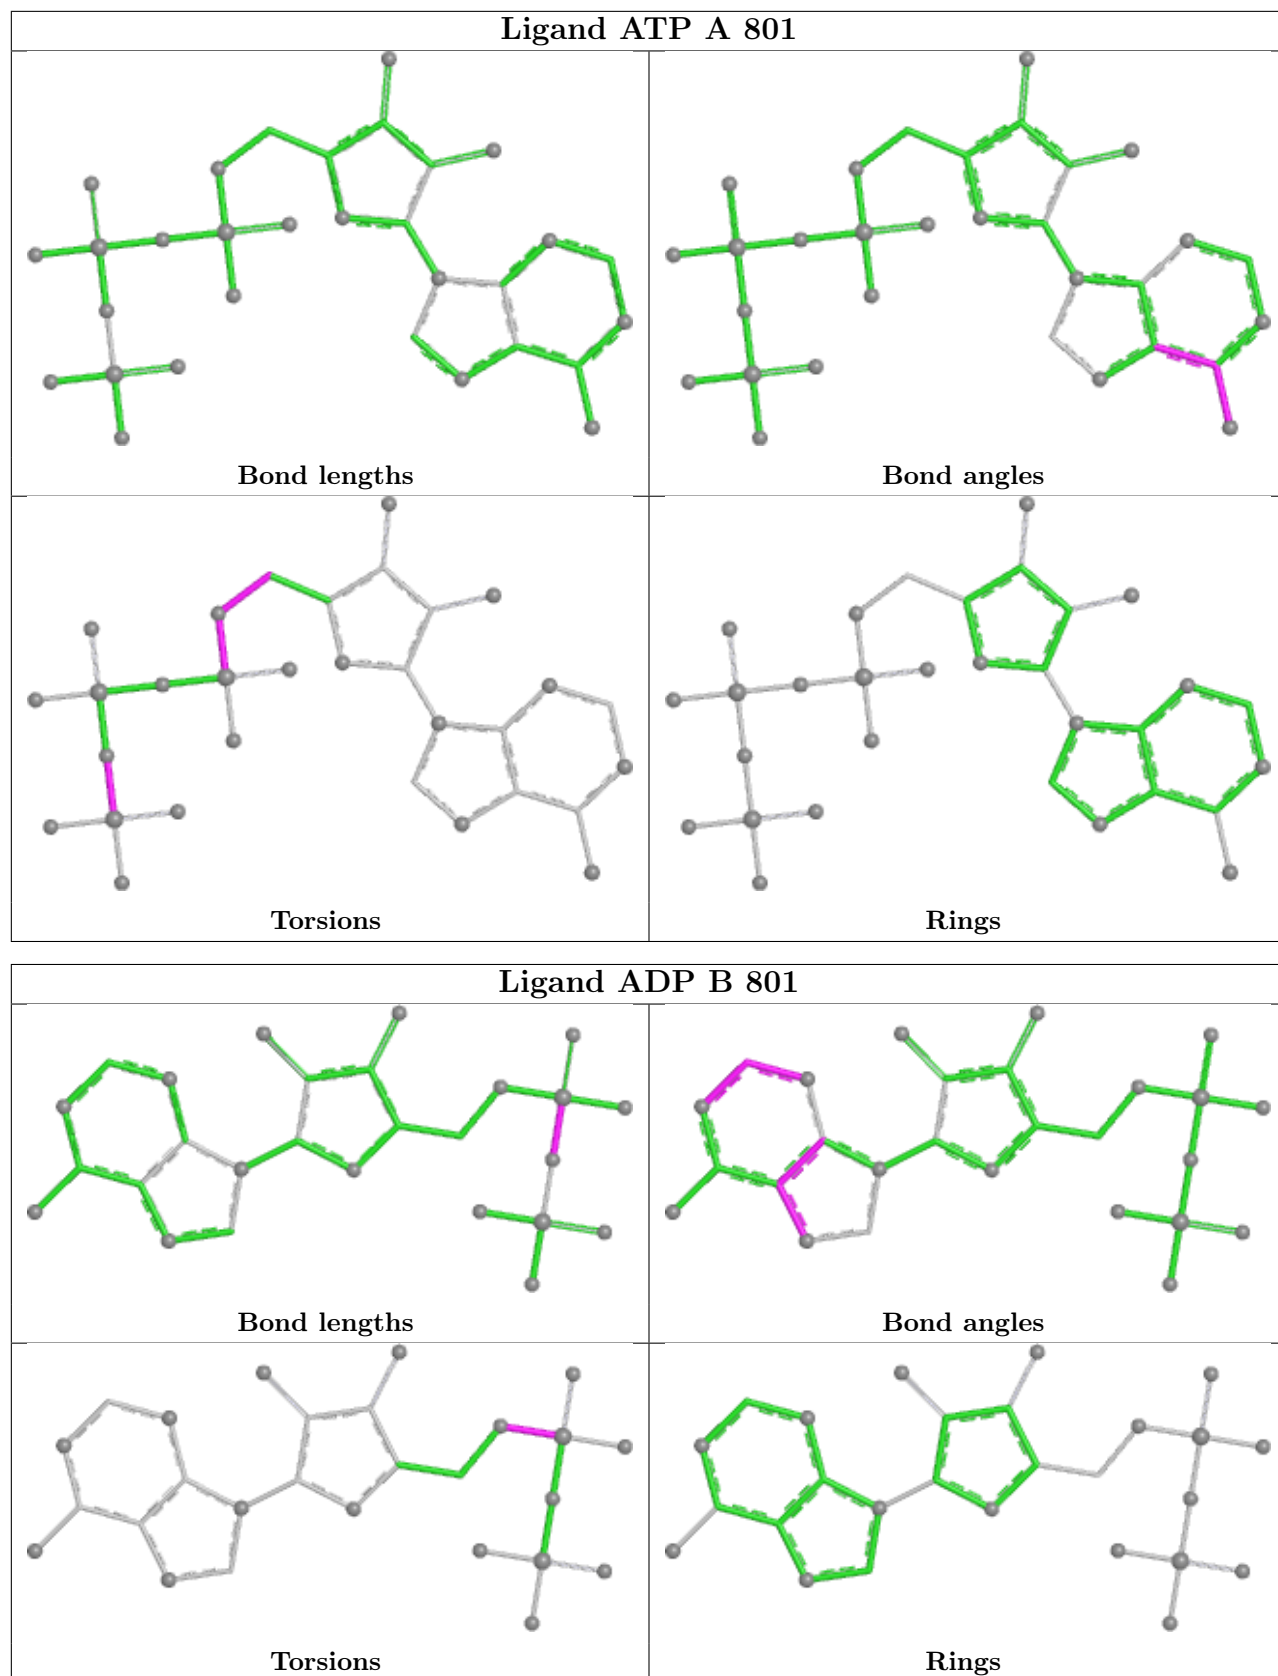 Ligand ATP A 801
Bond lengths
Bond angles
Torsions
Rings
Ligand ADP B 801
Bond lengths
Bond angles
Torsions
Rings